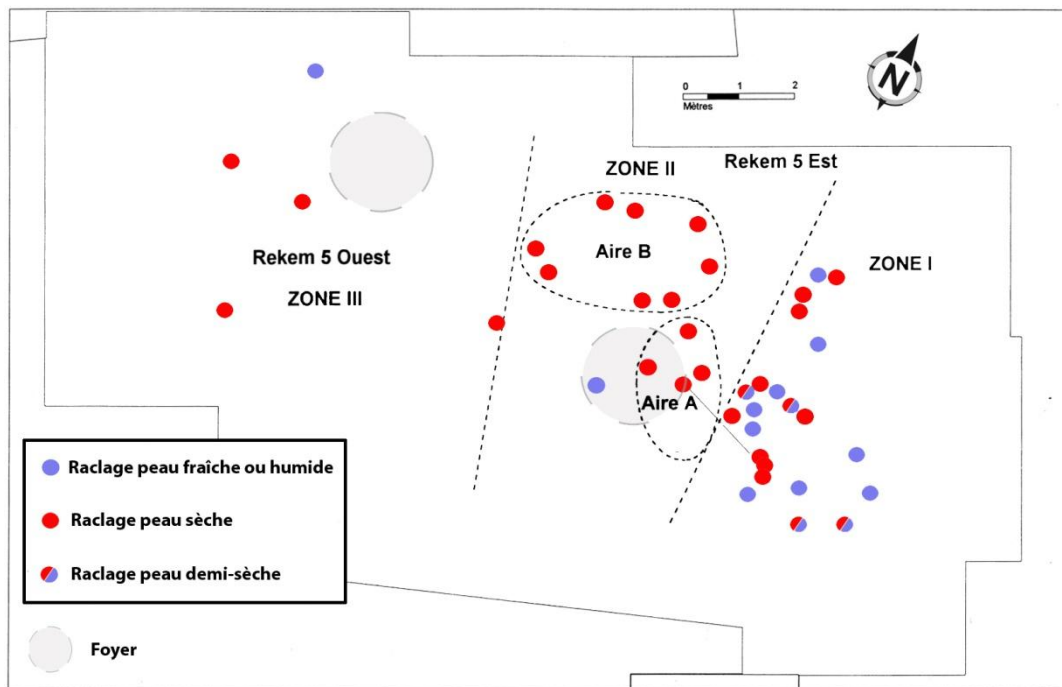 N
0 1 2
Mètres
ZONE II
Rekem 5 Est
Aire B
ZONE I
Rekem 5 Ouest
ZONE III
Aire A
Raclage peau fraîche ou humide
Raclage peau sèche
Raclage peau demi-sèche
Foyer